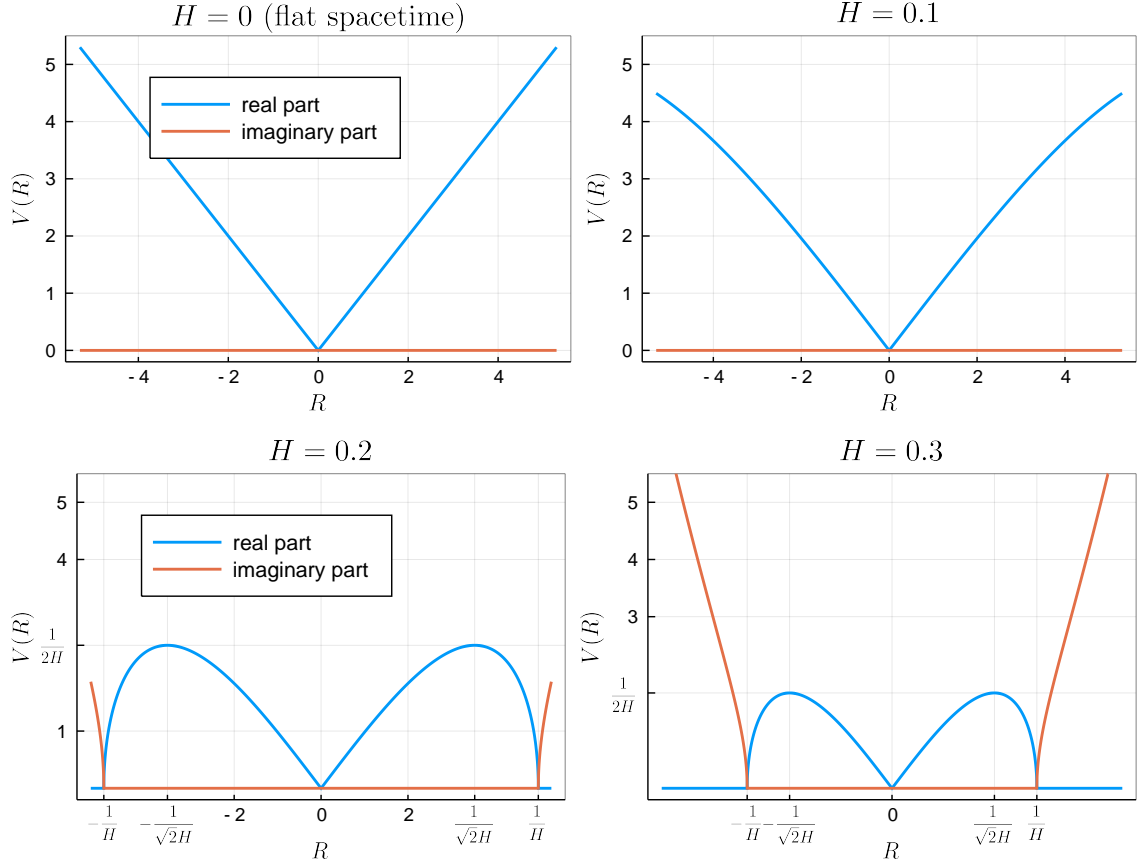 H = 0 (flat spacetime)
5
4
3
2
1
0
V(R)
real part
imaginary part
-4
-2
0
2
4
R
H = 0.1
5
4
3
2
1
0
V(R)
-4
-2
0
2
4
R
H = 0.2
5
4
1/2H
1
V(R)
real part
imaginary part
-1/H
-1/√2H
-2
0
2
1/√2H
1/H
R
H = 0.3
5
4
3
1/2H
V(R)
-1/H
-1/√2H
0
1/√2H
1/H
R